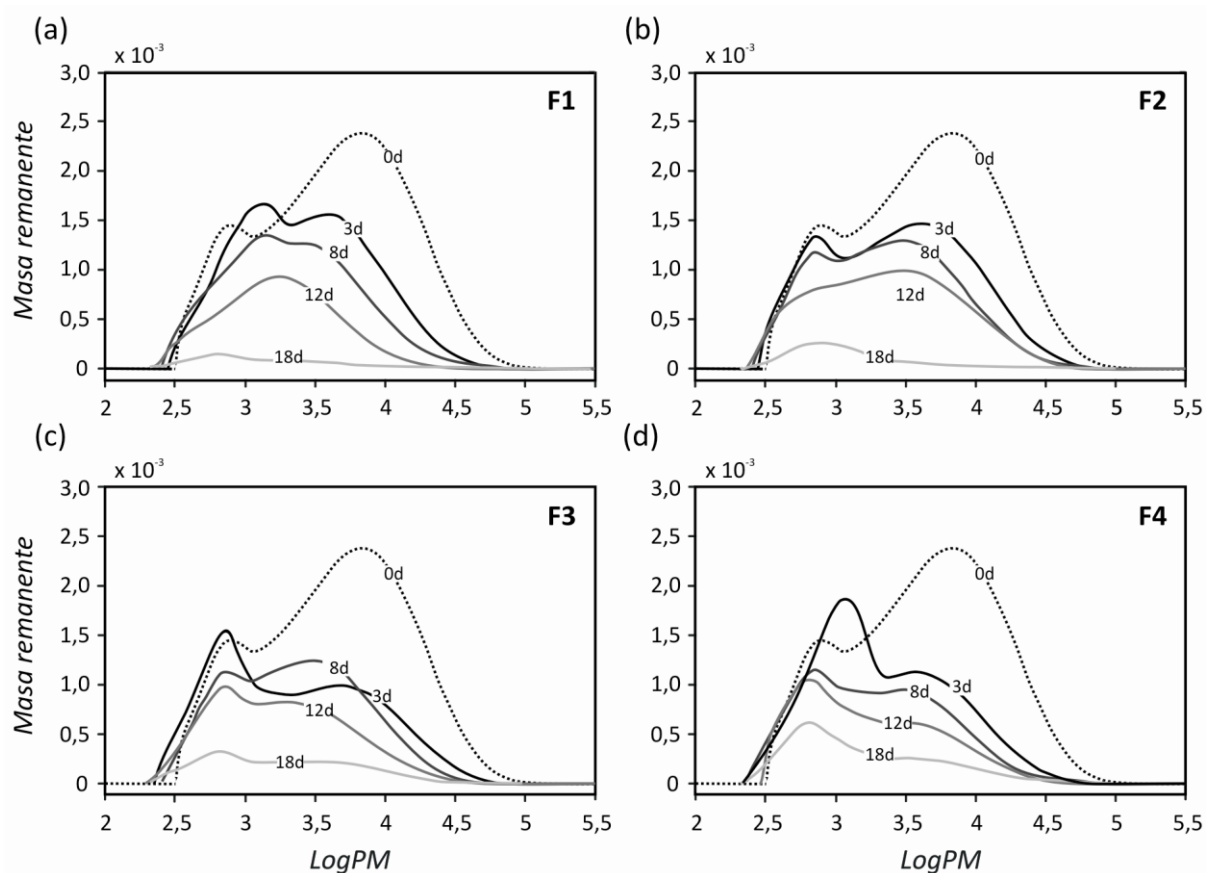 (a)
x 10⁻³
3,0
2,5
2,0
1,5
1,0
0,5
0
Masa remanente
F1
0d
3d
8d
12d
18d
2 2,5 3 3,5 4 4,5 5 5,5
(b)
x 10⁻³
3,0
2,5
2,0
1,5
1,0
0,5
0
F2
0d
3d
8d
12d
18d
2 2,5 3 3,5 4 4,5 5 5,5
(c)
x 10⁻³
3,0
2,5
2,0
1,5
1,0
0,5
0
Masa remanente
F3
0d
8d
3d
12d
18d
2 2,5 3 3,5 4 4,5 5 5,5
LogPM
(d)
x 10⁻³
3,0
2,5
2,0
1,5
1,0
0,5
0
F4
0d
3d
8d
12d
18d
2 2,5 3 3,5 4 4,5 5 5,5
LogPM